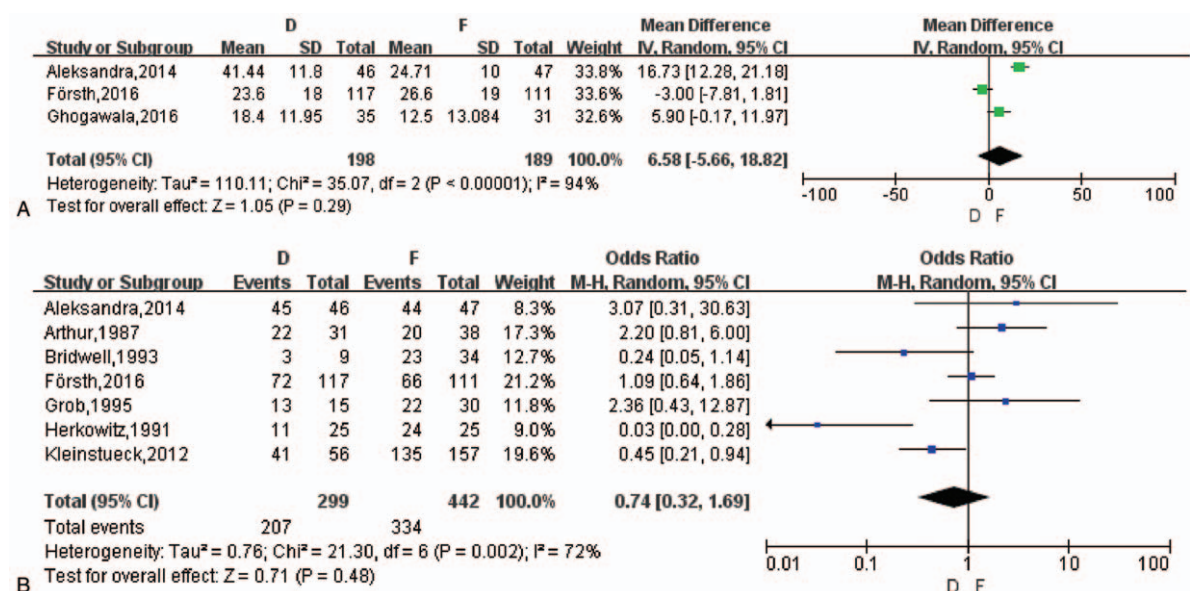 D F Mean Difference Mean Difference
Study or Subgroup Mean SD Total Mean SD Total Weight IV, Random, 95% CI IV, Random, 95% CI
Aleksandra,2014 41.44 11.8 46 24.71 10 47 33.8% 16.73 [12.28, 21.18]
Försth,2016 23.6 18 117 26.6 19 111 33.6% -3.00 [-7.81, 1.81]
Ghogawala,2016 18.4 11.95 35 12.5 13.084 31 32.6% 5.90 [-0.17, 11.97]
Total (95% CI) 198 189 100.0% 6.58 [-5.66, 18.82]
Heterogeneity: Tau² = 110.11; Chi² = 35.07, df = 2 (P < 0.00001); I² = 94%
Test for overall effect: Z = 1.05 (P = 0.29)
-100 -50 0 50 100
D F
A
D F Odds Ratio Odds Ratio
Study or Subgroup Events Total Events Total Weight M-H, Random, 95% CI M-H, Random, 95% CI
Aleksandra,2014 45 46 44 47 8.3% 3.07 [0.31, 30.63]
Arthur,1987 22 31 20 38 17.3% 2.20 [0.81, 6.00]
Bridwell,1993 3 9 23 34 12.7% 0.24 [0.05, 1.14]
Försth,2016 72 117 66 111 21.2% 1.09 [0.64, 1.86]
Grob,1995 13 15 22 30 11.8% 2.36 [0.43, 12.87]
Herkowitz,1991 11 25 24 25 9.0% 0.03 [0.00, 0.28]
Kleinstueck,2012 41 56 135 157 19.6% 0.45 [0.21, 0.94]
Total (95% CI) 299 442 100.0% 0.74 [0.32, 1.69]
Total events 207 334
Heterogeneity: Tau² = 0.76; Chi² = 21.30, df = 6 (P = 0.002); I² = 72%
Test for overall effect: Z = 0.71 (P = 0.48)
0.01 0.1 1 10 100
D F
B